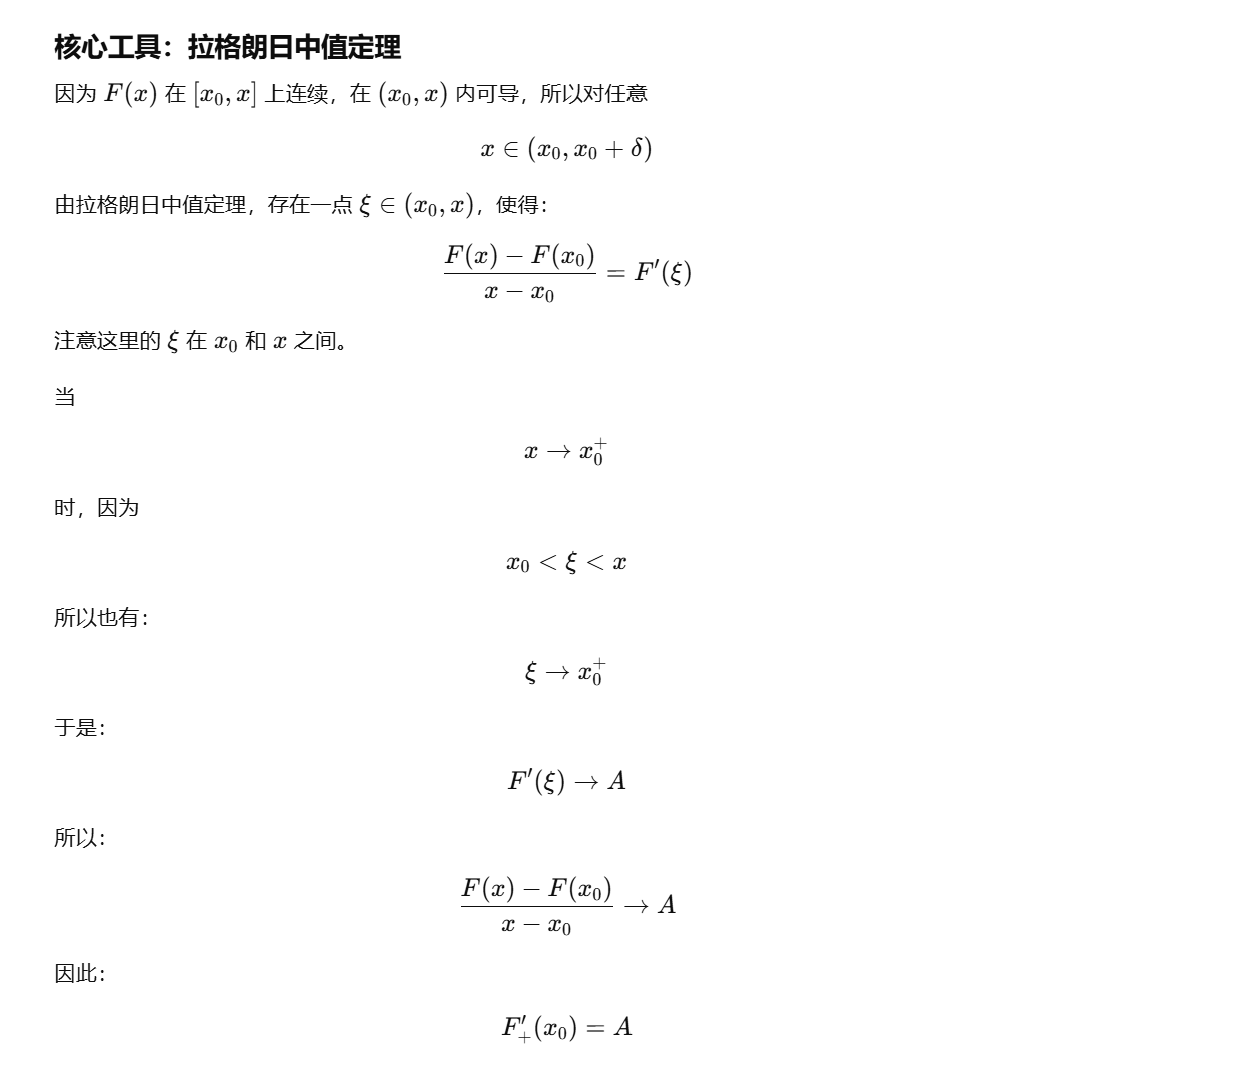 核心工具：拉格朗日中值定理
因为 F(x) 在 [x₀, x] 上连续，在 (x₀, x) 内可导，所以对任意
x ∈ (x₀, x₀ + δ)
由拉格朗日中值定理，存在一点 ξ ∈ (x₀, x)，使得：
\frac{F(x) − F(x₀)}{x − x₀} = F′(ξ)
注意这里的 ξ 在 x₀ 和 x 之间。
当
x → x₀⁺
时，因为
x₀ < ξ < x
所以也有：
ξ → x₀⁺
于是：
F′(ξ) → A
所以：
\frac{F(x) − F(x₀)}{x − x₀} → A
因此：
F′₊(x₀) = A